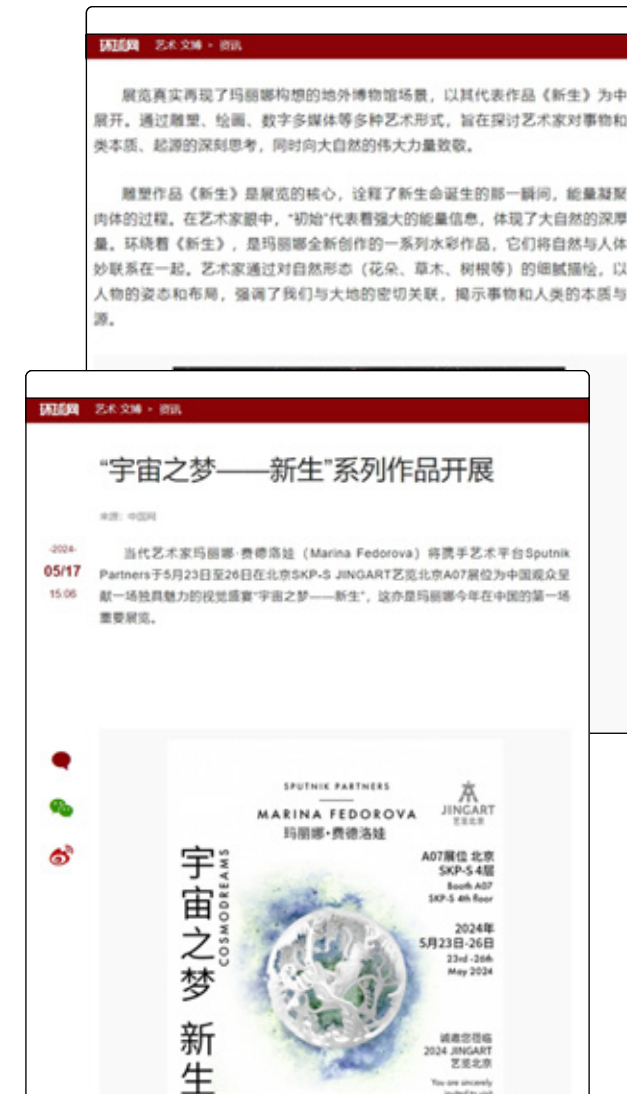 环球网 艺术·文博 · 资讯
展览真实再现了玛丽娜构想的地外博物馆场景，以其代表作品《新生》为中
展开。通过雕塑、绘画、数字多媒体等多种艺术形式，旨在探讨艺术家对事物和
类本质、起源的深刻思考，同时向大自然的伟大力量致敬。
雕塑作品《新生》是展览的核心，诠释了新生命诞生的那一瞬间，能量凝聚
肉体的过程。在艺术家眼中，“初始”代表着强大的能量信息，体现了大自然的深厚
量。环绕着《新生》，是玛丽娜全新创作的一系列水彩作品，它们将自然与人体
妙联系在一起。艺术家通过对自然形态（花朵、草木、树根等）的细腻描绘，以
人物的姿态和布局，强调了我们与大地的密切关联，揭示事物和人类的本质与
源。
环球网 艺术·文博 · 资讯
“宇宙之梦——新生”系列作品开展
来源：中国网
-2024-
05/17
15:06
当代艺术家玛丽娜·费德洛娃（Marina Fedorova）将携手艺术平台Sputnik
Partners于5月23日至26日在北京SKP-S JINGART艺览北京A07展位为中国观众呈
献一场独具魅力的视觉盛宴“宇宙之梦——新生”，这亦是玛丽娜今年在中国的第一场
重要展览。
SPUTNIK PARTNERS
MARINA FEDOROVA
玛丽娜·费德洛娃
JINGART
艺览北京
宇宙之梦 新生
COSMODREAMS
A07展位 北京
SKP-S 4层
Booth A07
SKP-S 4th floor
2024年
5月23日-26日
23rd -26th
May 2024
诚邀您莅临
2024 JINGART
艺览北京
You are sincerely
invited to visit